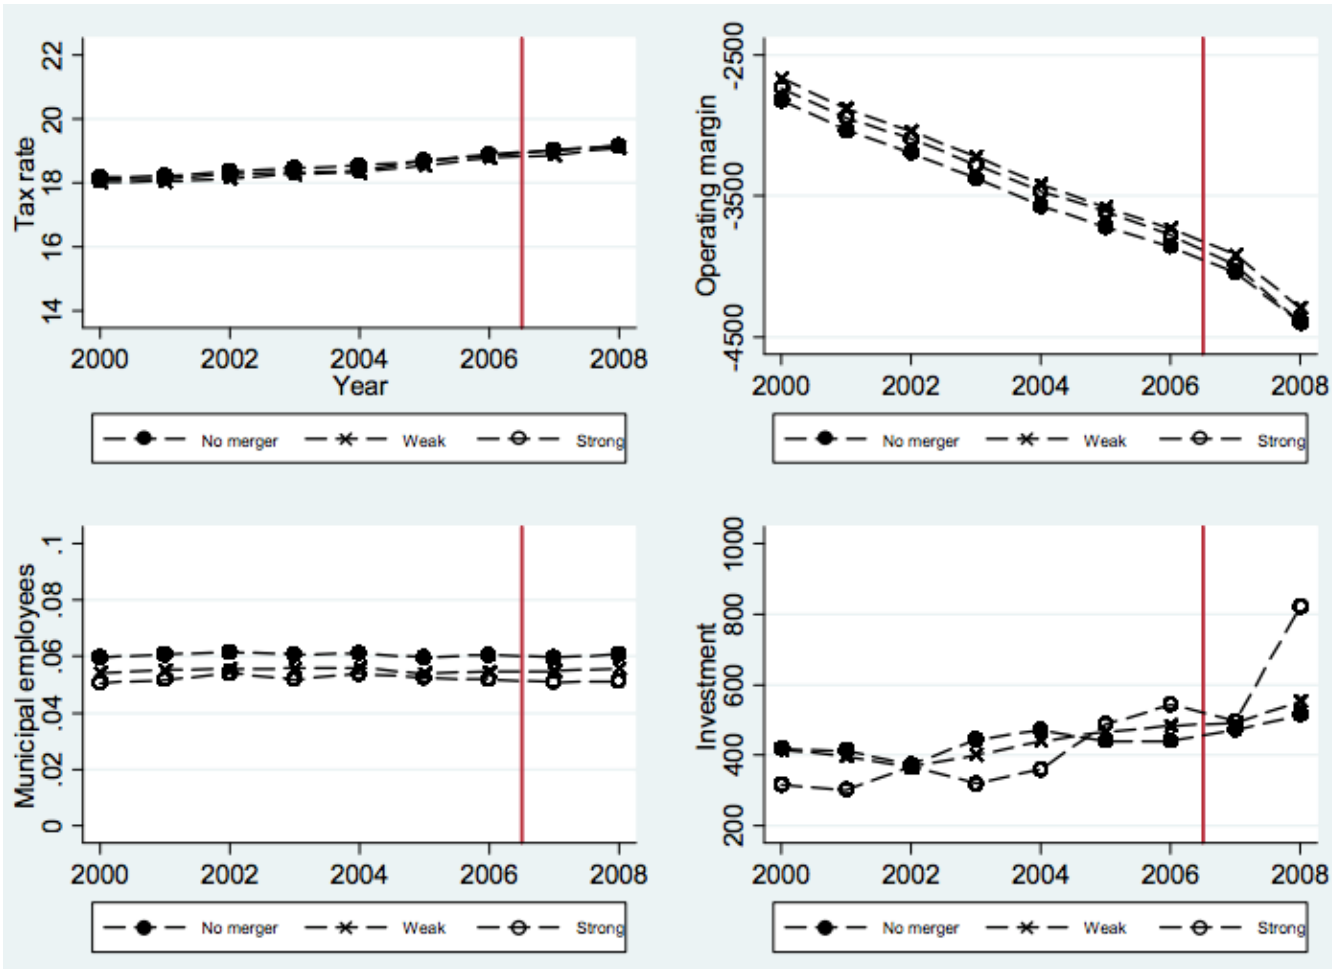 Tax rate
22
20
18
16
14
2000 2002 2004 2006 2008
Year
No merger Weak Strong
Operating margin
-2500
-3500
-4500
2000 2002 2004 2006 2008
No merger Weak Strong
Municipal employees
.1
.08
.06
.04
.02
0
2000 2002 2004 2006 2008
No merger Weak Strong
Investment
1000
800
600
400
200
2000 2002 2004 2006 2008
No merger Weak Strong